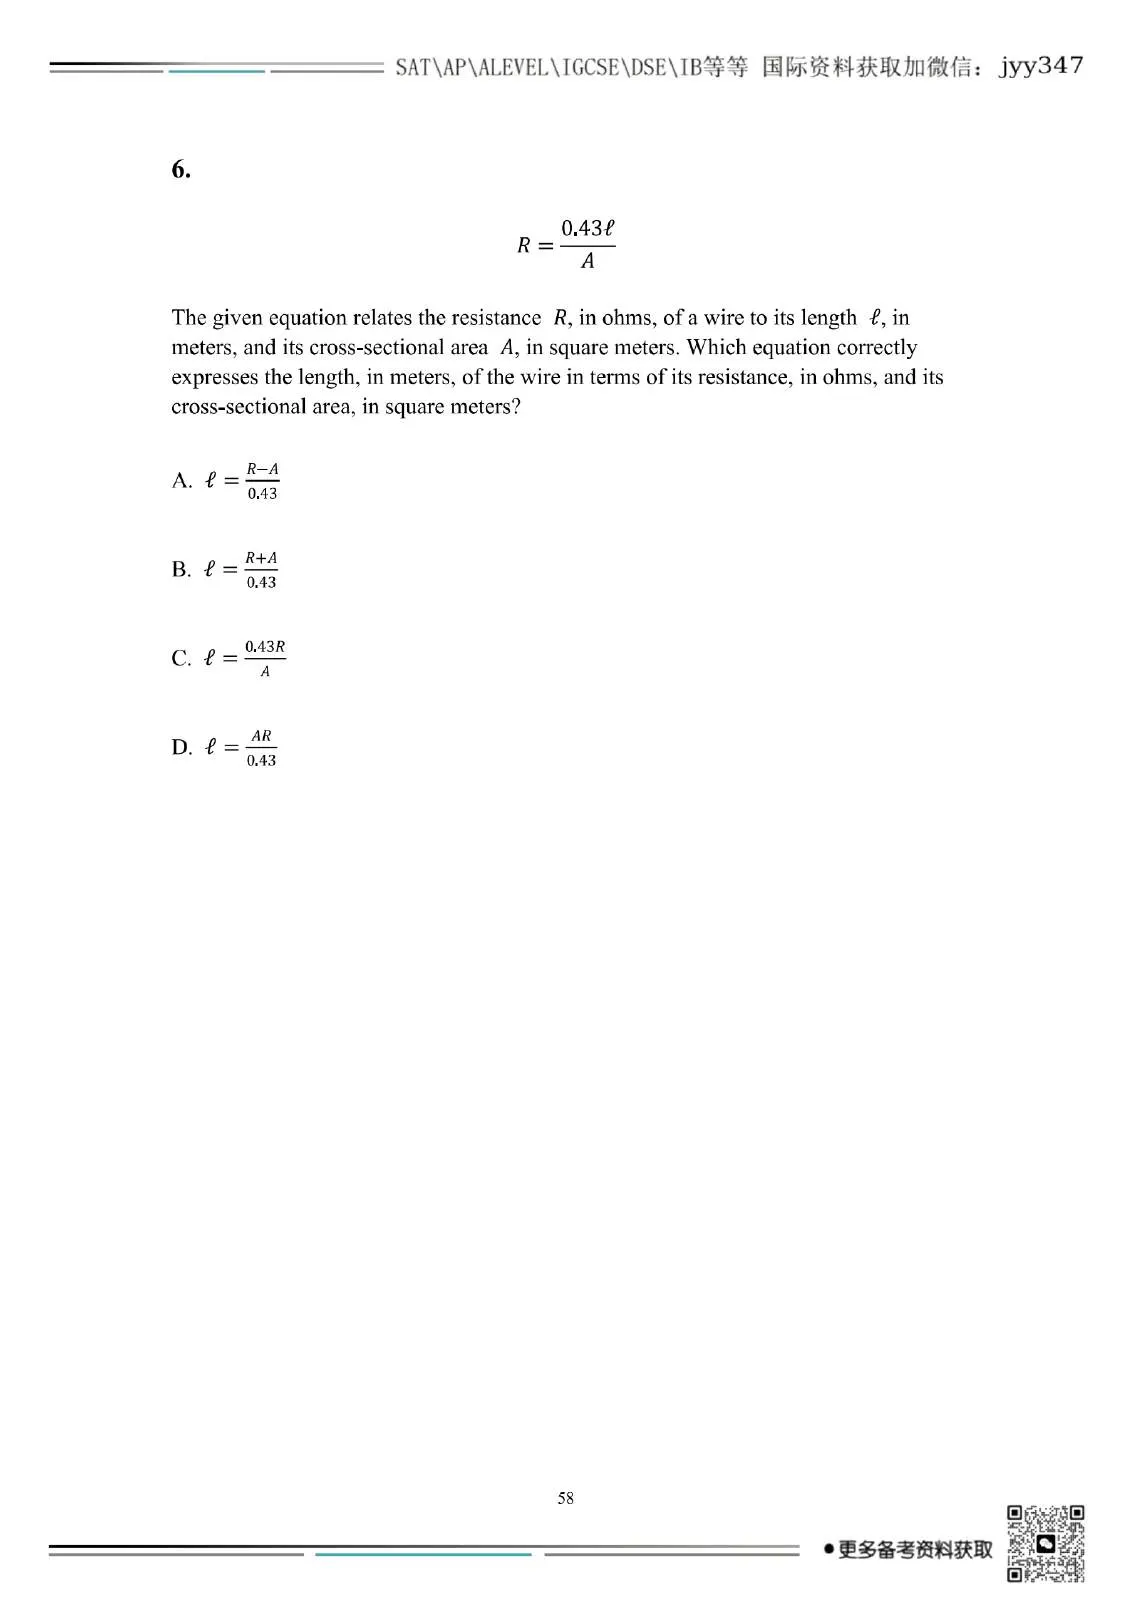 SAT\AP\ALEVEL\IGCSE\DSE\IB等等 国际资料获取加微信：jyy347
6.
R = 0.43ℓ / A
The given equation relates the resistance R, in ohms, of a wire to its length ℓ, in
meters, and its cross-sectional area A, in square meters. Which equation correctly
expresses the length, in meters, of the wire in terms of its resistance, in ohms, and its
cross-sectional area, in square meters?
A. ℓ = R−A / 0.43
B. ℓ = R+A / 0.43
C. ℓ = 0.43R / A
D. ℓ = AR / 0.43
58
●更多备考资料获取